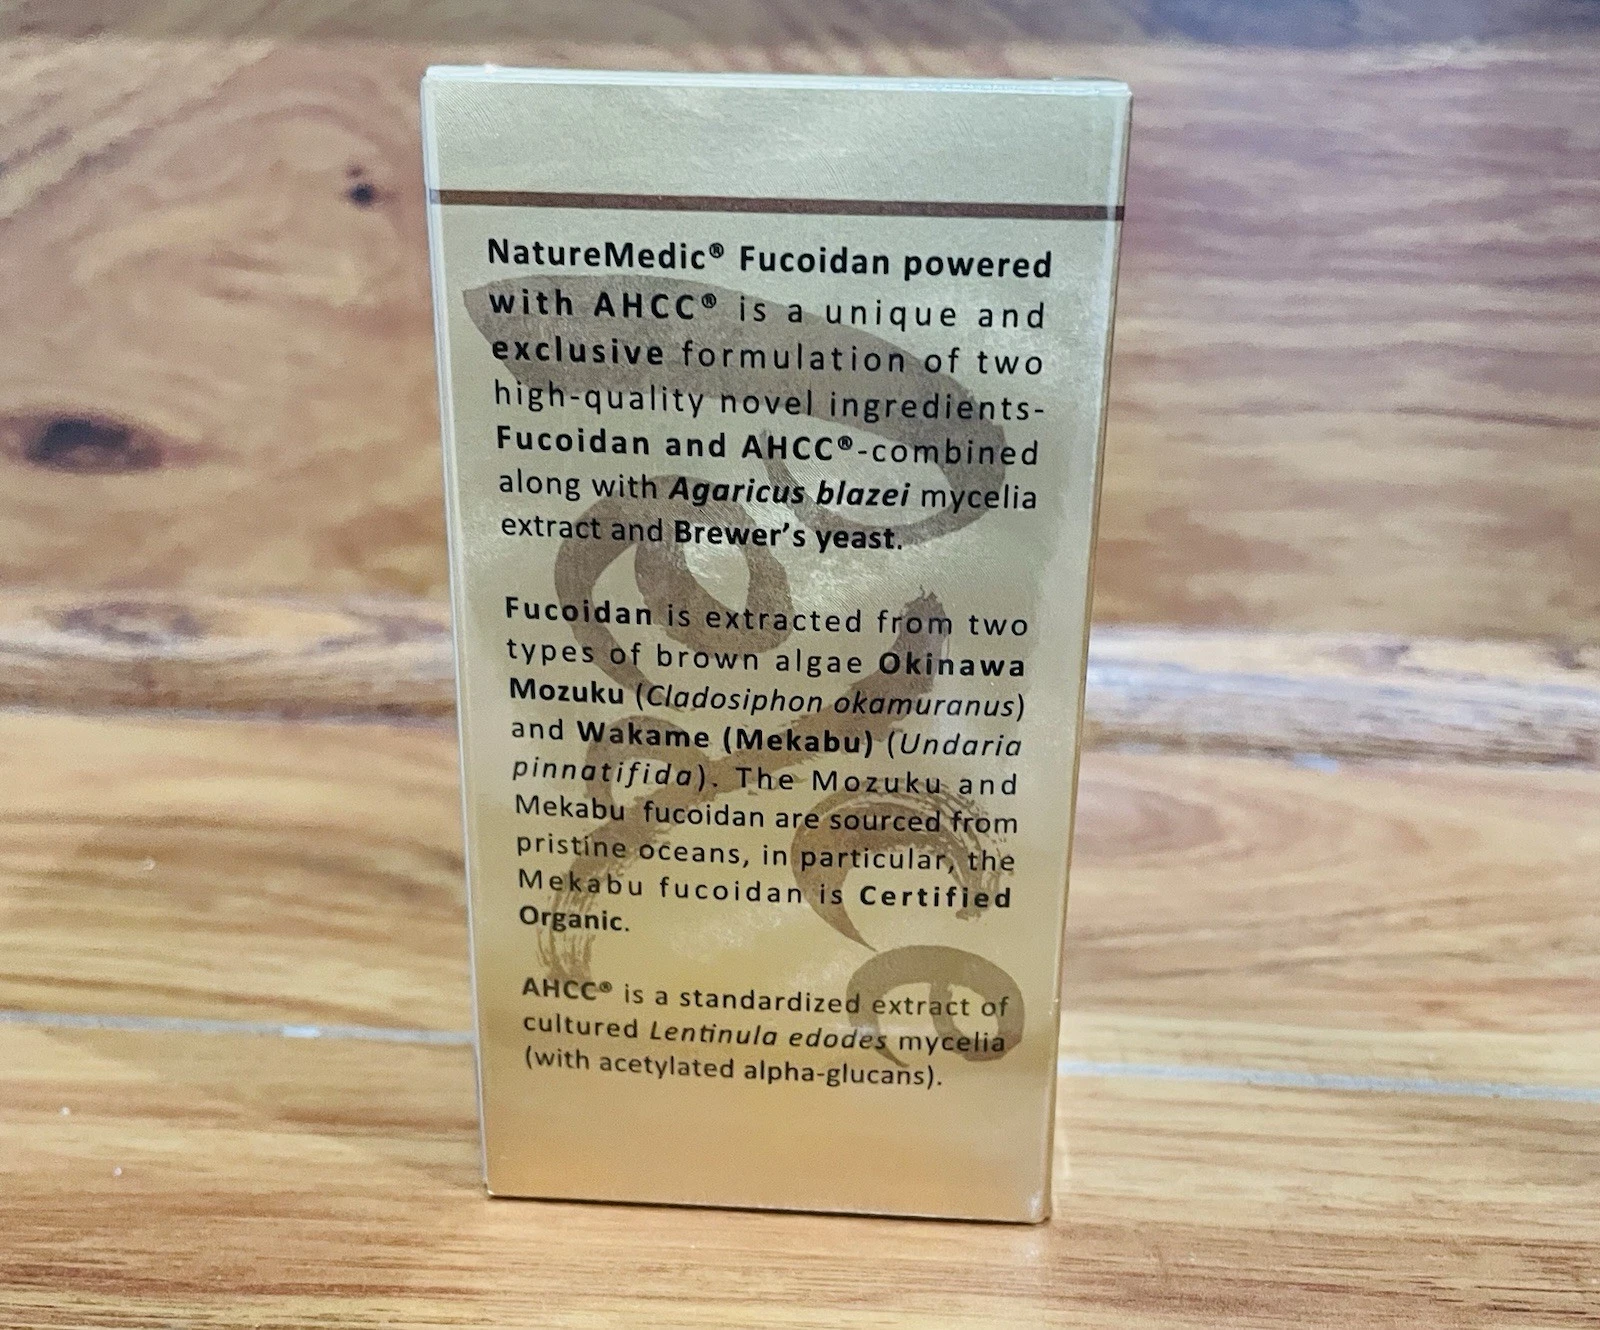 NatureMedic® Fucoidan powered
with AHCC® is a unique and
exclusive formulation of two
high-quality novel ingredients-
Fucoidan and AHCC®-combined
along with Agaricus blazei mycelia
extract and Brewer’s yeast.
Fucoidan is extracted from two
types of brown algae Okinawa
Mozuku (Cladosiphon okamuranus)
and Wakame (Mekabu) (Undaria
pinnatifida). The Mozuku and
Mekabu fucoidan are sourced from
pristine oceans, in particular, the
Mekabu fucoidan is Certified
Organic.
AHCC® is a standardized extract of
cultured Lentinula edodes mycelia
(with acetylated alpha-glucans).